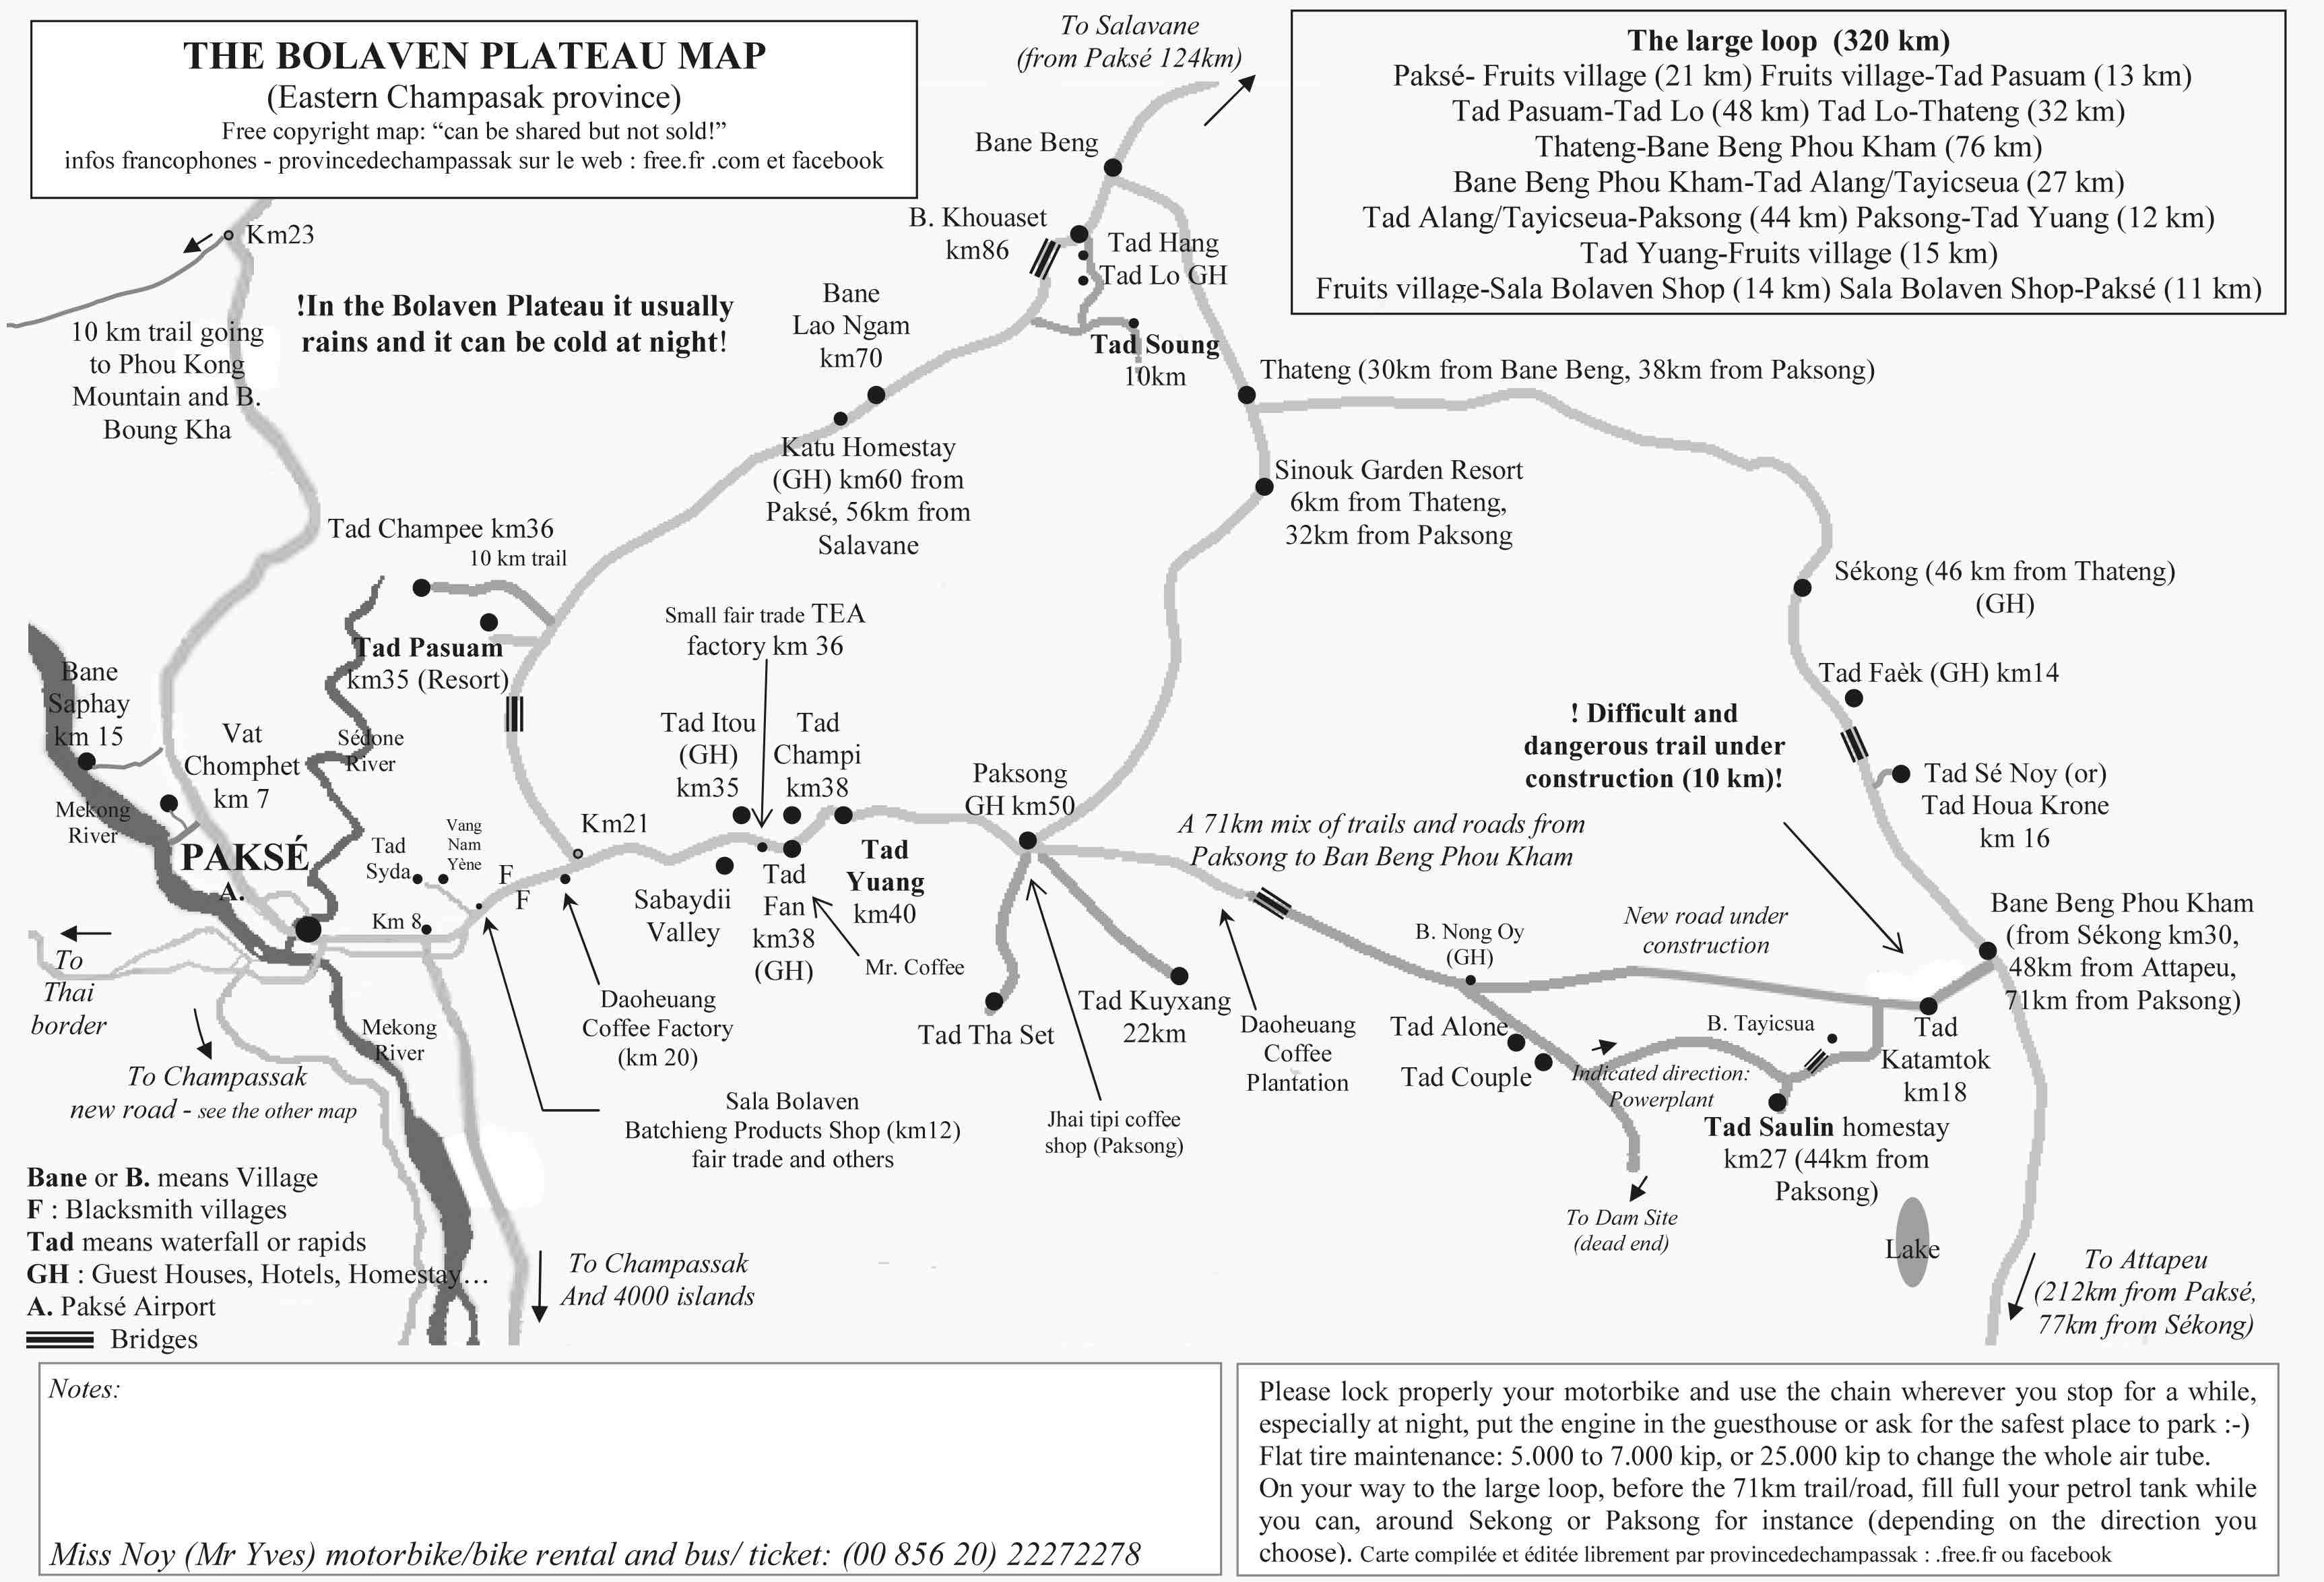 THE BOLAVEN PLATEAU MAP
(Eastern Champasak province)
Free copyright map: “can be shared but not sold!”
infos francophones - provincedechampassak sur le web : free.fr .com et facebook
To Salavane
(from Paksé 124km)
The large loop (320 km)
Paksé- Fruits village (21 km) Fruits village-Tad Pasuam (13 km)
Tad Pasuam-Tad Lo (48 km) Tad Lo-Thateng (32 km)
Thateng-Bane Beng Phou Kham (76 km)
Bane Beng Phou Kham-Tad Alang/Tayicseua (27 km)
Tad Alang/Tayicseua-Paksong (44 km) Paksong-Tad Yuang (12 km)
Tad Yuang-Fruits village (15 km)
Fruits village-Sala Bolaven Shop (14 km) Sala Bolaven Shop-Paksé (11 km)
Bane Beng
B. Khouaset
km86
Tad Hang
Tad Lo GH
Km23
!In the Bolaven Plateau it usually
rains and it can be cold at night!
10 km trail going
to Phou Kong
Mountain and B.
Boung Kha
Bane
Lao Ngam
km70
Tad Soung
10km
Thateng (30km from Bane Beng, 38km from Paksong)
Katu Homestay
(GH) km60 from
Paksé, 56km from
Salavane
Sinouk Garden Resort
6km from Thateng,
32km from Paksong
Tad Champee km36
10 km trail
Sékong (46 km from Thateng)
(GH)
Small fair trade TEA
factory km 36
Tad Pasuam
km35 (Resort)
Bane
Saphay
km 15
Tad Faèk (GH) km14
! Difficult and
dangerous trail under
construction (10 km)!
Vat
Chomphet
km 7
Sédone
River
Tad Itou
(GH)
km35
Tad
Champi
km38
Paksong
GH km50
Tad Sé Noy (or)
Tad Houa Krone
km 16
Mekong
River
Km21
A 71km mix of trails and roads from
Paksong to Ban Beng Phou Kham
PAKSÉ
A.
Tad
Syda
Vang
Nam
Yène
F
F
Tad
Yuang
km40
Sabaydii
Valley
Tad
Fan
km38
(GH)
Km 8
Mr. Coffee
B. Nong Oy
(GH)
New road under
construction
Bane Beng Phou Kham
(from Sékong km30,
48km from Attapeu,
71km from Paksong)
To
Thai
border
Daoheuang
Coffee Factory
(km 20)
Tad Tha Set
Tad Kuyxang
22km
Daoheuang
Coffee
Plantation
Tad Alone
Tad Couple
B. Tayicsua
Tad
Katamtok
km18
Mekong
River
Indicated direction:
Powerplant
To Champassak
new road - see the other map
Sala Bolaven
Batchieng Products Shop (km12)
fair trade and others
Jhai tipi coffee
shop (Paksong)
Tad Saulin homestay
km27 (44km from
Paksong)
To Dam Site
(dead end)
Lake
Bane or B. means Village
F : Blacksmith villages
Tad means waterfall or rapids
GH : Guest Houses, Hotels, Homestay…
A. Paksé Airport
Bridges
To Champassak
And 4000 islands
To Attapeu
(212km from Paksé,
77km from Sékong)
Notes:
Miss Noy (Mr Yves) motorbike/bike rental and bus/ ticket: (00 856 20) 22272278
Please lock properly your motorbike and use the chain wherever you stop for a while,
especially at night, put the engine in the guesthouse or ask for the safest place to park :-)
Flat tire maintenance: 5.000 to 7.000 kip, or 25.000 kip to change the whole air tube.
On your way to the large loop, before the 71km trail/road, fill full your petrol tank while
you can, around Sekong or Paksong for instance (depending on the direction you
choose). Carte compilée et éditée librement par provincedechampassak : .free.fr ou facebook